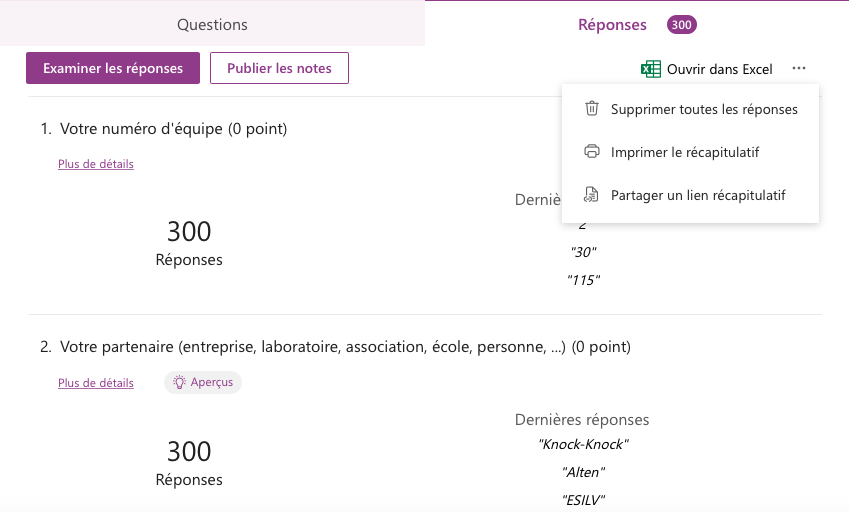 Questions
Réponses 300
Examiner les réponses
Publier les notes
Ouvrir dans Excel
Supprimer toutes les réponses
Imprimer le récapitulatif
Partager un lien récapitulatif
1. Votre numéro d'équipe (0 point)
Plus de détails
300
Réponses
2
"30"
"115"
2. Votre partenaire (entreprise, laboratoire, association, école, personne, ...) (0 point)
Plus de détails
Aperçus
300
Réponses
Dernières réponses
"Knock-Knock"
"Alten"
"ESILV"